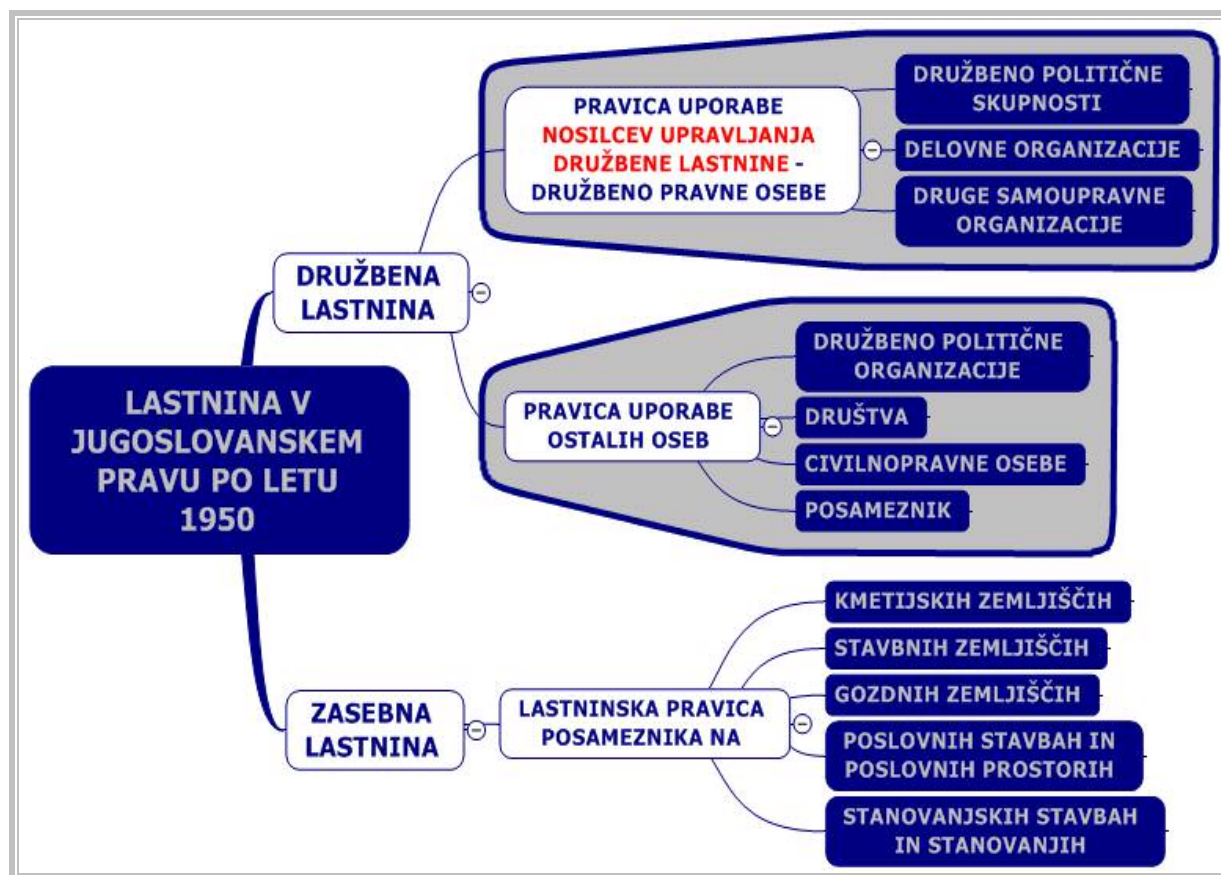 LASTNINA V
JUGOSLOVANSKEM
PRAVU PO LETU
1950
DRUŽBENA
LASTNINA
PRAVICA UPORABE
NOSILCEV UPRAVLJANJA
DRUŽBENE LASTNINE -
DRUŽBENO PRAVNE OSEBE
DRUŽBENO POLITIČNE
SKUPNOSTI
DELOVNE ORGANIZACIJE
DRUGE SAMOUPRAVNE
ORGANIZACIJE
PRAVICA UPORABE
OSTALIH OSEB
DRUŽBENO POLITIČNE
ORGANIZACIJE
DRUŠTVA
CIVILNOPRAVNE OSEBE
POSAMEZNIK
ZASEBNA
LASTNINA
LASTNINSKA PRAVICA
POSAMEZNIKA NA
KMETIJSKIH ZEMLJIŠČIH
STAVBNIH ZEMLJIŠČIH
GOZDNIH ZEMLJIŠČIH
POSLOVNIH STAVBAH IN
POSLOVNIH PROSTORIH
STANOVANJSKIH STAVBAH
IN STANOVANJIH